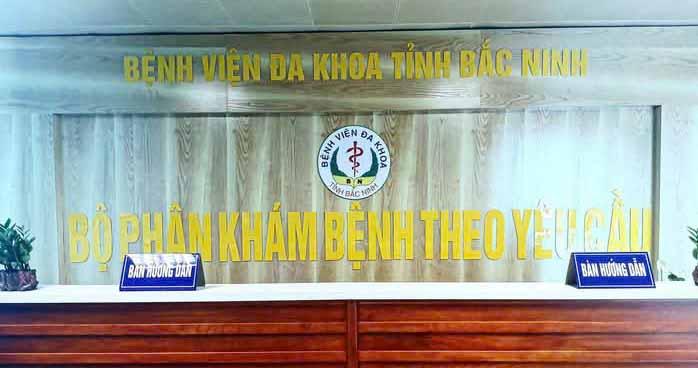 BỆNH VIỆN ĐA KHOA TỈNH BẮC NINH
BỆNH VIỆN ĐA KHOA
BN
TỈNH BẮC NINH
BỘ PHẬN KHÁM BỆNH THEO YÊU CẦU
BÀN HƯỚNG DẪN
BÀN HƯỚNG DẪN